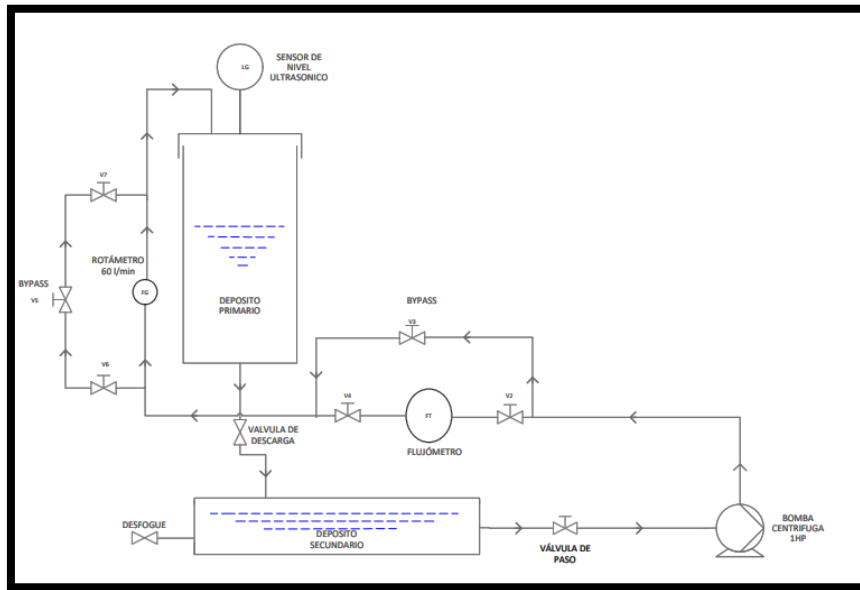 SENSOR DE
NIVEL
ULTRASONICO
LG
V7
ROTÁMETRO
60 l/min
FG
BYPASS
V5
V6
DEPOSITO
PRIMARIO
BYPASS
V3
V4
FT
V2
FLUJÓMETRO
VALVULA DE
DESCARGA
DESFOGUE
DEPOSITO
SECUNDARIO
VÁLVULA DE
PASO
BOMBA
CENTRIFUGA
1HP